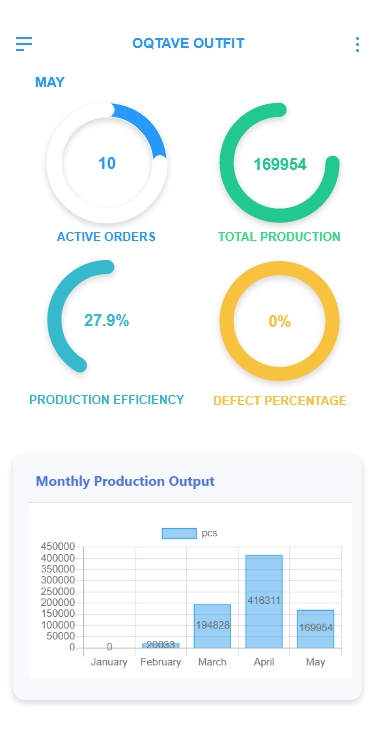 OQTAVE OUTFIT
MAY
10
169954
ACTIVE ORDERS
TOTAL PRODUCTION
27.9%
0%
PRODUCTION EFFICIENCY
DEFECT PERCENTAGE
Monthly Production Output
pcs
450000
400000
350000
300000
250000
200000
150000
100000
50000
0
0
20033
194828
416311
169954
January
February
March
April
May